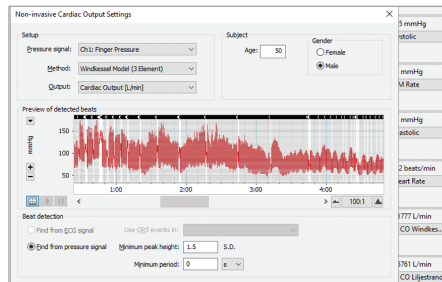 Non-invasive Cardiac Output Settings
Setup
Pressure signal: Ch1: Finger Pressure
Method: Windkessel Model (3 Element)
Output: Cardiac Output [L/min]
Subject
Age: 50
Gender
Female
Male
Preview of detected beats
mmHg
150
100
50
1:00 2:00 3:00 4:00
100:1
Beat detection
Find from ECG signal Use QRS events in:
Find from pressure signal Minimum peak height: 1.5 S.D.
Minimum period: 0 s
5 mmHg
stolic
mmHg
M Rate
mmHg
astolic
2 beats/min
eart Rate
1777 L/min
CO Windkes...
6761 L/min
CO Liljestrand